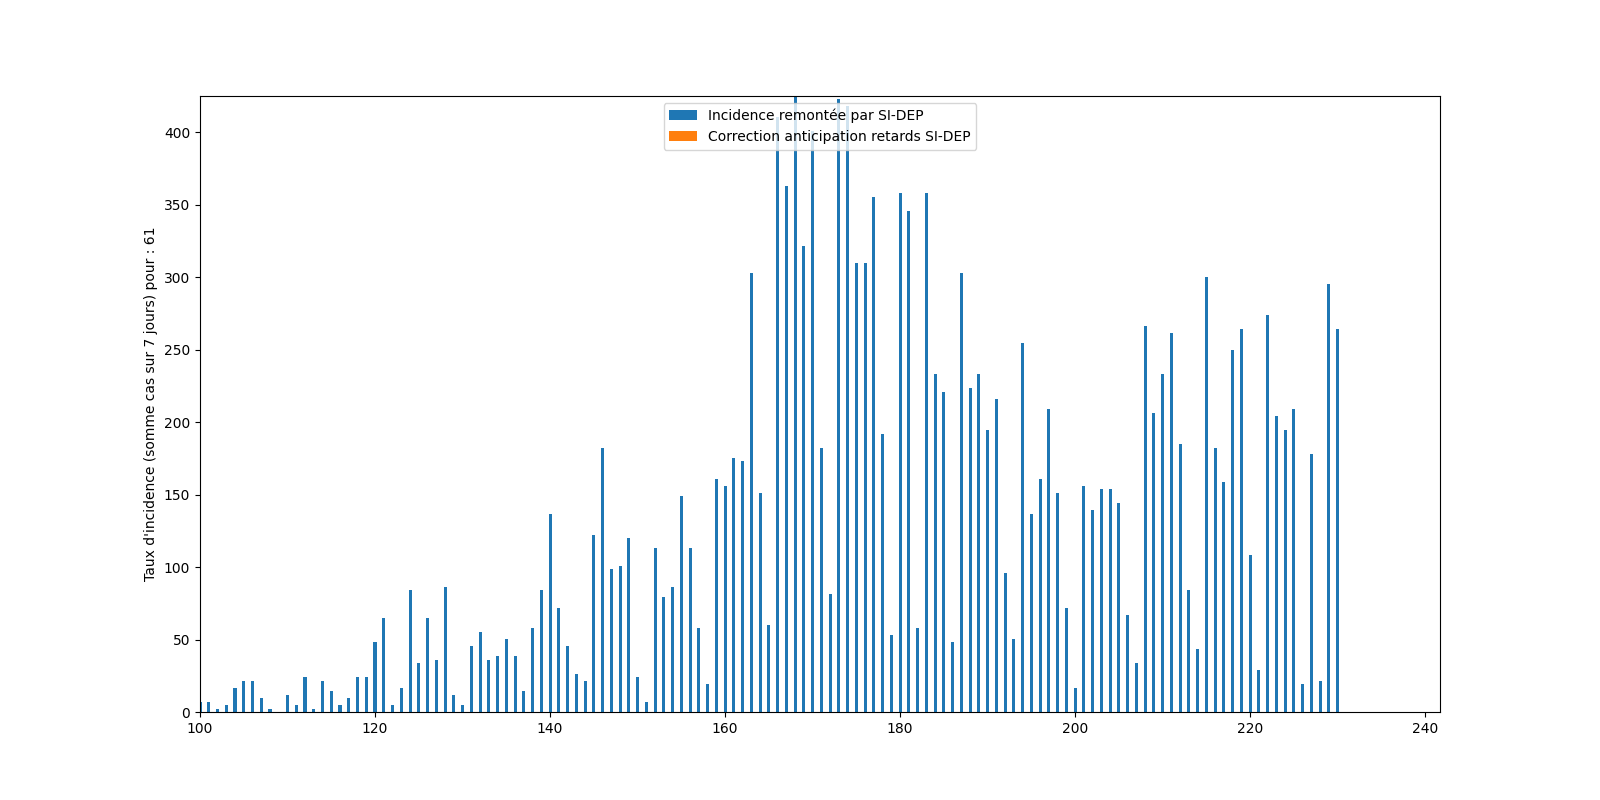 Incidence remontée par SI-DEP
Correction anticipation retards SI-DEP
Taux d'incidence (somme cas sur 7 jours) pour : 61
400
350
300
250
200
150
100
50
0
100 120 140 160 180 200 220 240